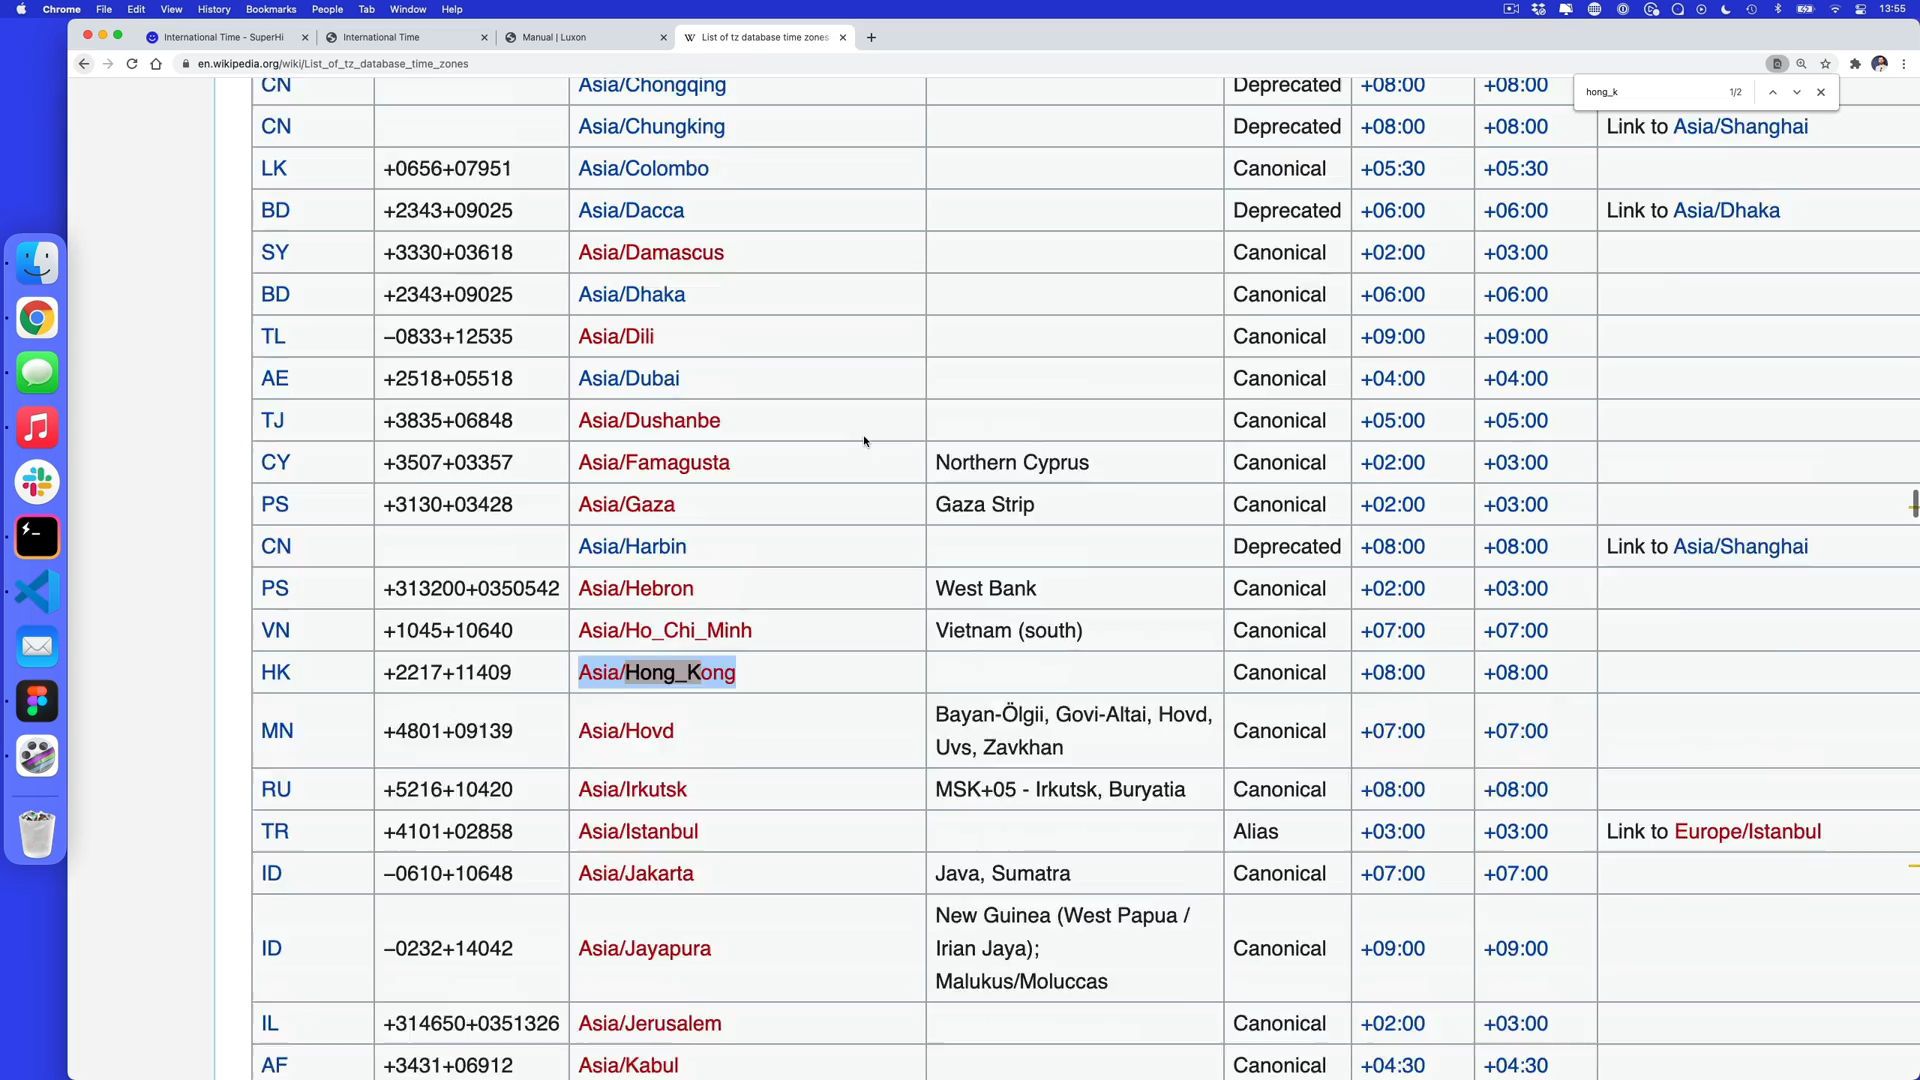 Chrome File Edit View History Bookmarks People Tab Window Help 13:55
International Time - SuperHi International Time Manual | Luxon List of tz database time zones
en.wikipedia.org/wiki/List_of_tz_database_time_zones
hong_k 1/2
CN Asia/Chongqing Deprecated +08:00 +08:00
CN Asia/Chungking Deprecated +08:00 +08:00 Link to Asia/Shanghai
LK +0656+07951 Asia/Colombo Canonical +05:30 +05:30
BD +2343+09025 Asia/Dacca Deprecated +06:00 +06:00 Link to Asia/Dhaka
SY +3330+03618 Asia/Damascus Canonical +02:00 +03:00
BD +2343+09025 Asia/Dhaka Canonical +06:00 +06:00
TL −0833+12535 Asia/Dili Canonical +09:00 +09:00
AE +2518+05518 Asia/Dubai Canonical +04:00 +04:00
TJ +3835+06848 Asia/Dushanbe Canonical +05:00 +05:00
CY +3507+03357 Asia/Famagusta Northern Cyprus Canonical +02:00 +03:00
PS +3130+03428 Asia/Gaza Gaza Strip Canonical +02:00 +03:00
CN Asia/Harbin Deprecated +08:00 +08:00 Link to Asia/Shanghai
PS +313200+0350542 Asia/Hebron West Bank Canonical +02:00 +03:00
VN +1045+10640 Asia/Ho_Chi_Minh Vietnam (south) Canonical +07:00 +07:00
HK +2217+11409 Asia/Hong_Kong Canonical +08:00 +08:00
MN +4801+09139 Asia/Hovd Bayan-Ölgii, Govi-Altai, Hovd,
Uvs, Zavkhan Canonical +07:00 +07:00
RU +5216+10420 Asia/Irkutsk MSK+05 - Irkutsk, Buryatia Canonical +08:00 +08:00
TR +4101+02858 Asia/Istanbul Alias +03:00 +03:00 Link to Europe/Istanbul
ID −0610+10648 Asia/Jakarta Java, Sumatra Canonical +07:00 +07:00
New Guinea (West Papua /
ID −0232+14042 Asia/Jayapura Irian Jaya); Canonical +09:00 +09:00
Malukus/Moluccas
IL +314650+0351326 Asia/Jerusalem Canonical +02:00 +03:00
AF +3431+06912 Asia/Kabul Canonical +04:30 +04:30